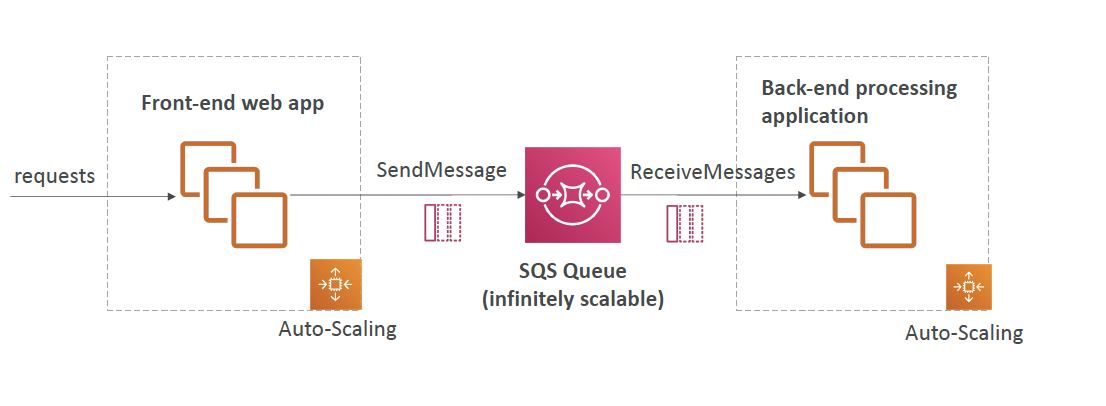 Front-end web app
requests
Auto-Scaling
SendMessage
SQS Queue
(infinitely scalable)
ReceiveMessages
Back-end processing
application
Auto-Scaling